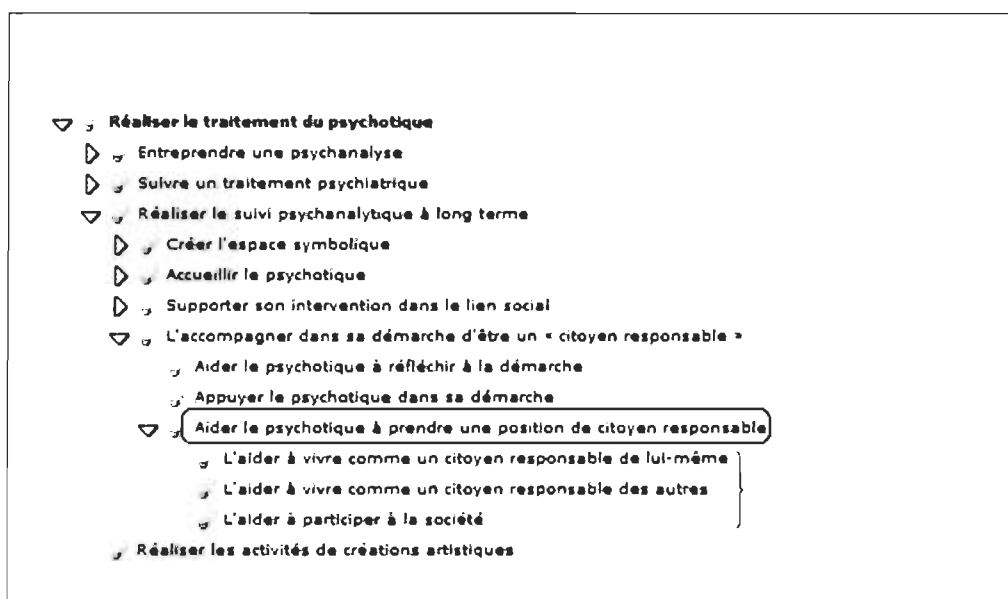 Réaliser le traitement du psychotique
Entreprendre une psychanalyse
Suivre un traitement psychiatrique
Réaliser le suivi psychanalytique à long terme
Créer l'espace symbolique
Accueillir le psychotique
Supporter son intervention dans le lien social
L'accompagner dans sa démarche d'être un « citoyen responsable »
Aider le psychotique à réfléchir à la démarche
Appuyer le psychotique dans sa démarche
Aider le psychotique à prendre une position de citoyen responsable
L'aider à vivre comme un citoyen responsable de lui-même
L'aider à vivre comme un citoyen responsable des autres
L'aider à participer à la société
Réaliser les activités de créations artistiques